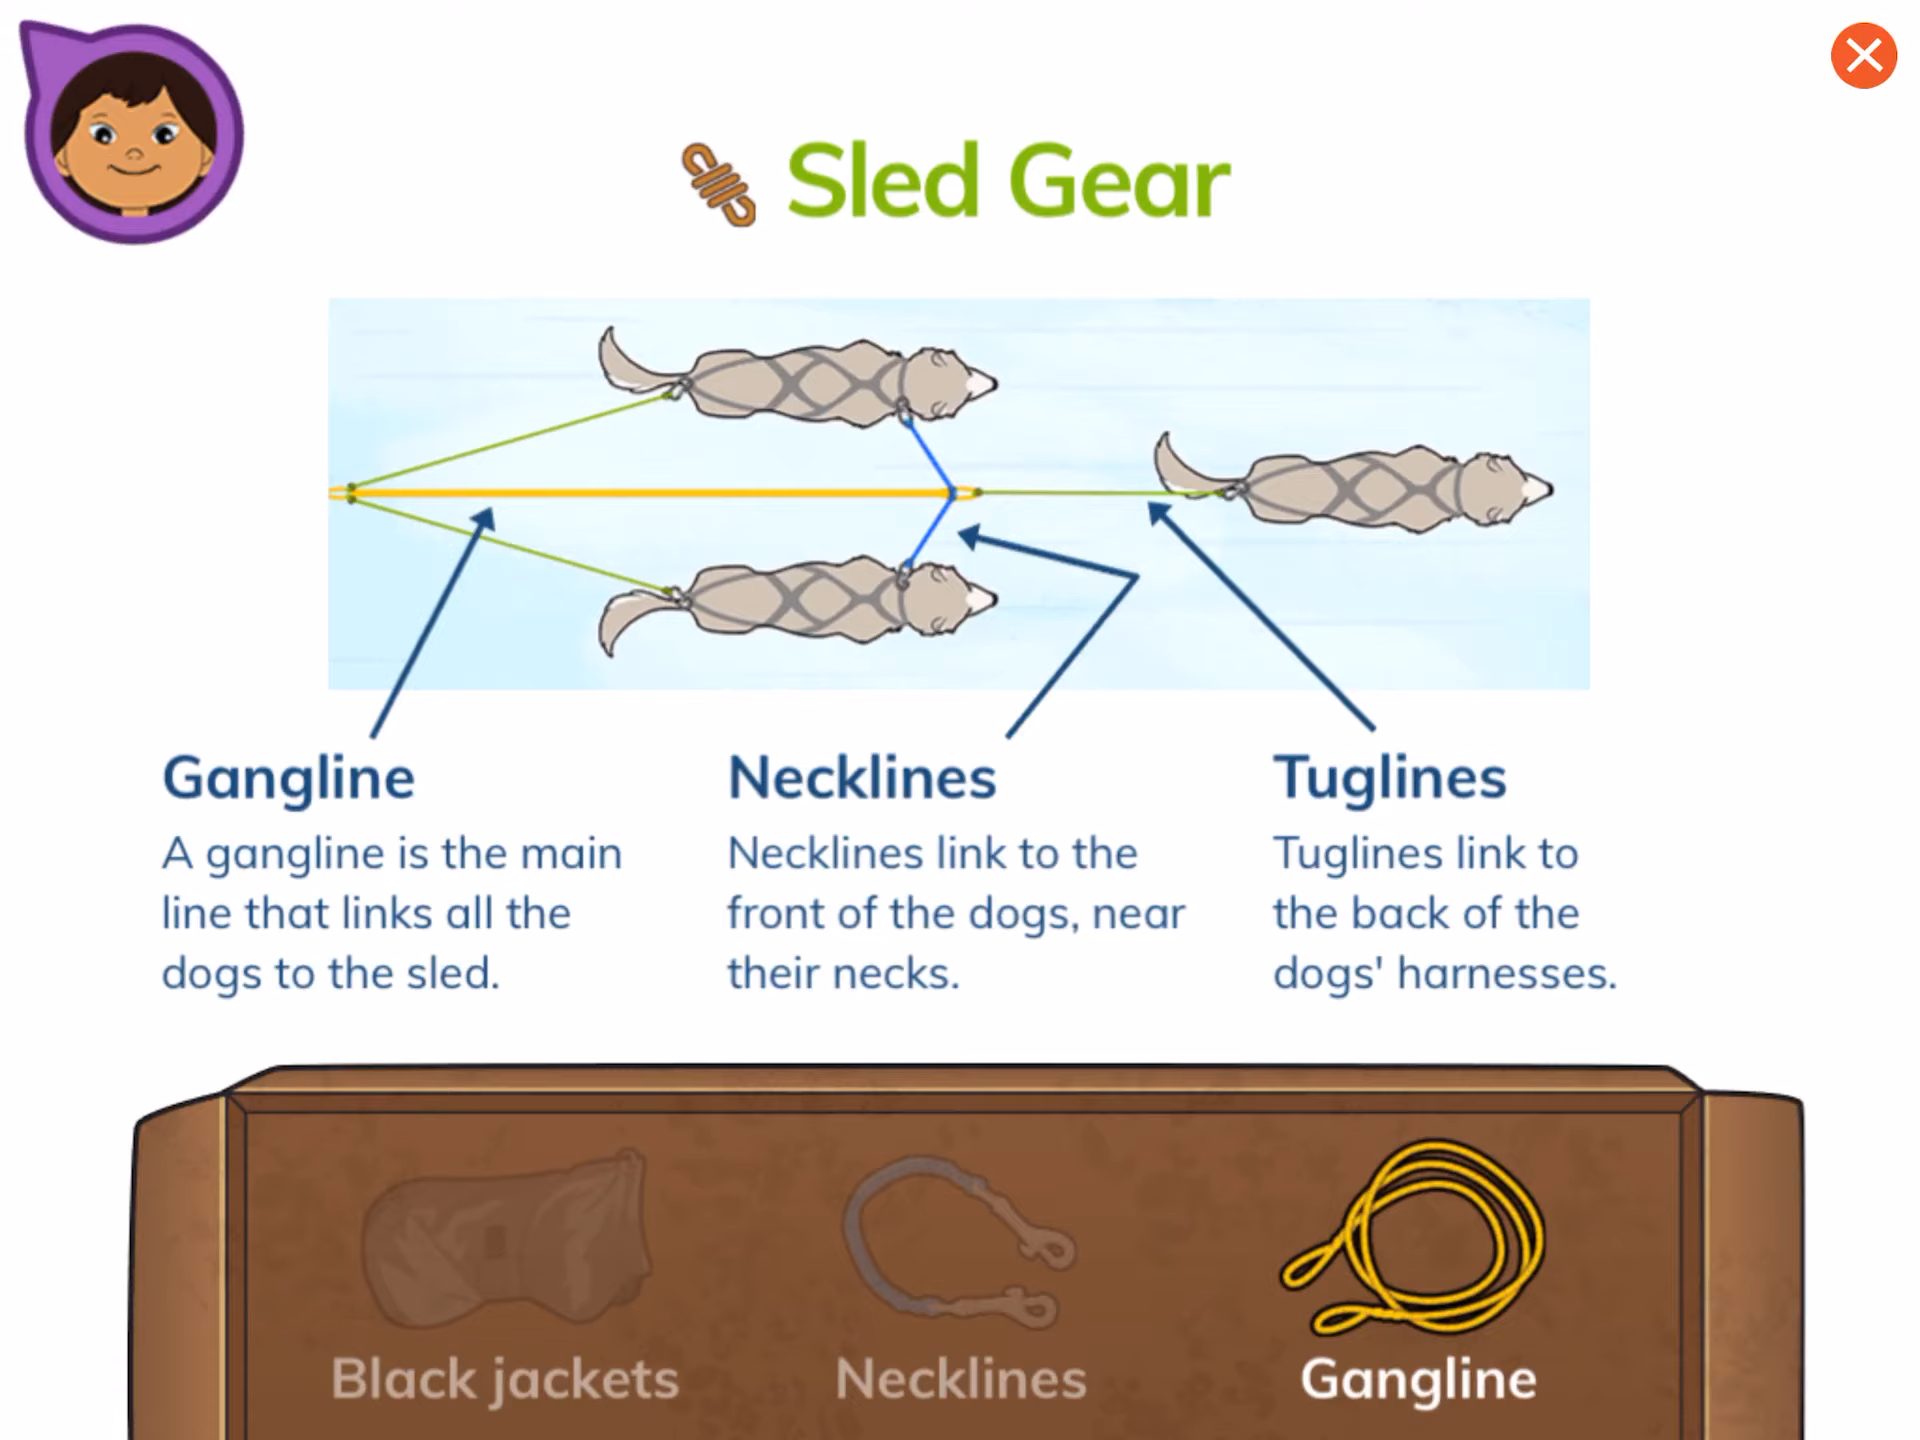 Sled Gear
Gangline
A gangline is the main
line that links all the
dogs to the sled.
Necklines
Necklines link to the
front of the dogs, near
their necks.
Tuglines
Tuglines link to
the back of the
dogs' harnesses.
Black jackets
Necklines
Gangline